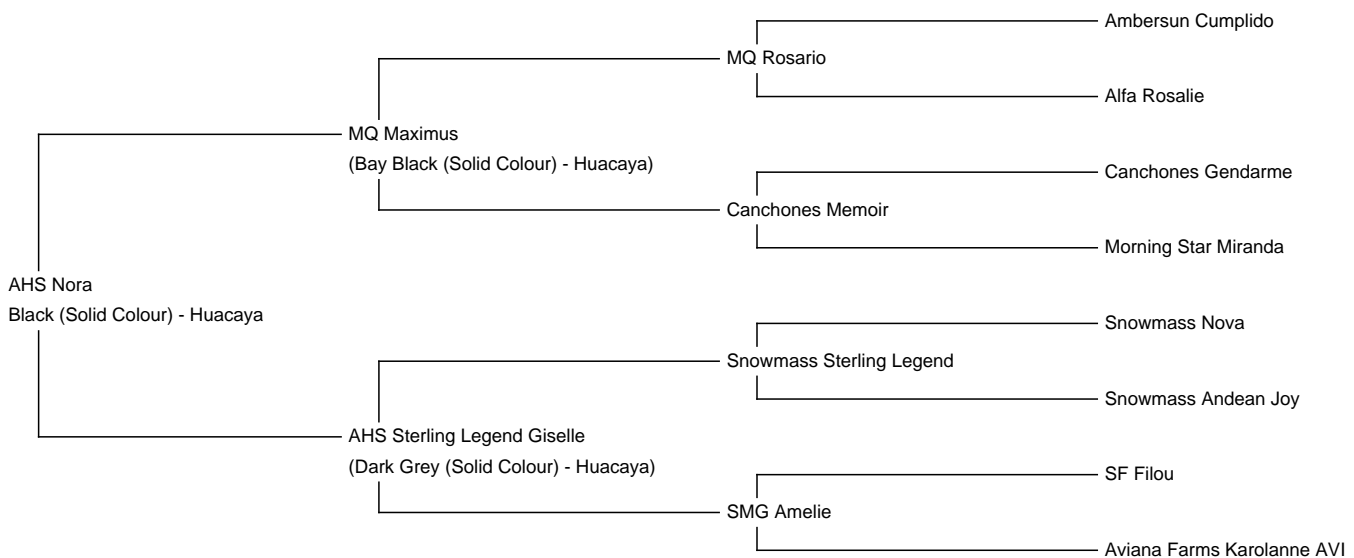 Ambersun Cumplido
MQ Rosario
Alfa Rosalie
MQ Maximus
(Bay Black (Solid Colour) - Huacaya)
Canchones Gendarme
Canchones Memoir
Morning Star Miranda
AHS Nora
Black (Solid Colour) - Huacaya
Snowmass Nova
Snowmass Sterling Legend
Snowmass Andean Joy
AHS Sterling Legend Giselle
(Dark Grey (Solid Colour) - Huacaya)
SF Filou
SMG Amelie
Aviana Farms Karolanne AVI